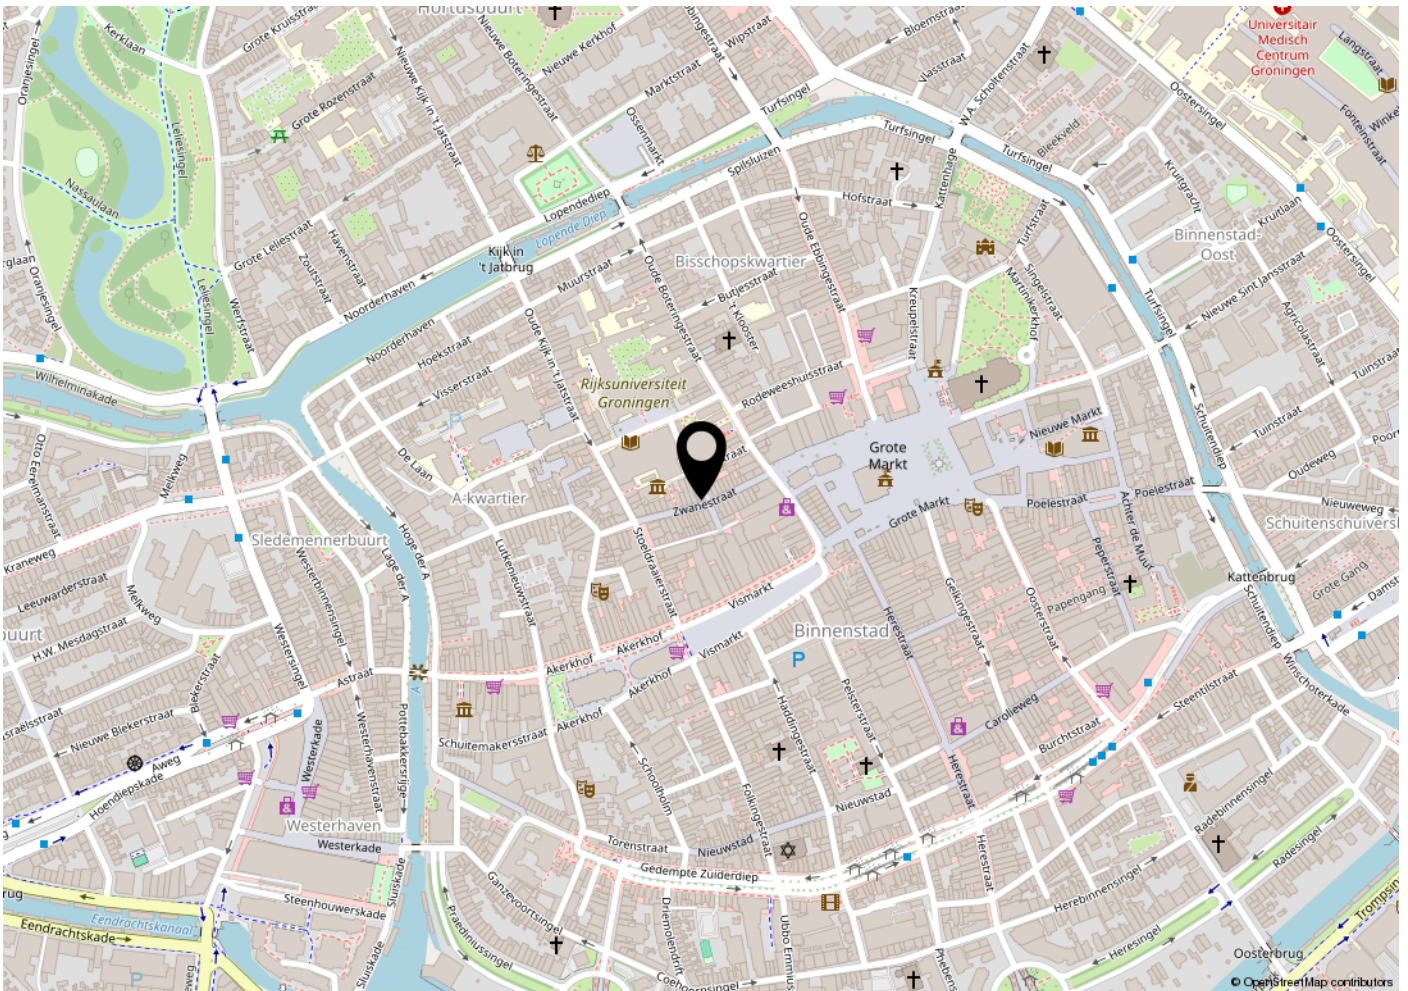 Hortusbuurt
Kerklaan
Grote Kruisstraat
Nieuwe Kerkhof
Wipstraat
Bloemstraat
Universitair
Medisch
Centrum
Groningen
Langstraat
Oranjesingel
Nieuwe Kijk in 't Jatstraat
Nieuwe Boteringestraat
Marktstraat
Vlasstraat
W.A. Scholtenstraat
Oostersingel
Fonteinstraat
Grote Rozenstraat
Ossenmarkt
Turfsingel
Turfsingel
Bleekveld
Turfsingel
Leliesingel
Spilsluizen
Kattenhage
Kruitgracht
Nassaulaan
Lopendediep
Hofstraat
Kruitlaan
Lopende Diep
Oude Ebbingestraat
Turfstraat
Binnenstad-
Oost
Oostersingel
Grote Leliestraat
Havenstraat
Zoutstraat
Kijk in
't Jatbrug
Bisschopskwartier
Muurstraat
Oude Boteringestraat
Butjesstraat
Singelstraat
Martinikerkhof
Nieuwe Sint Jansstraat
Oranjesingel
Leliesingel
Werfstraat
Noorderhaven
't Klooster
Kreupelstraat
Turfsingel
Agricolastraat
Noorderhaven
Hoekstraat
Oude Kijk in 't Jatstraat
Tuinstraat
Wilhelminakade
Visserstraat
Rijksuniversiteit
Groningen
Rodeweeshuisstraat
P
Schuitendiep
Tuinstraat
Nieuwe Markt
Otto Eerelmanstraat
Melkweg
De Laan
Grote
Markt
Oudeweg
A-kwartier
Zwanestraat
Grote Markt
Poelestraat
Poelestraat
Nieuweweg
Kraneweg
Sledemennerbuurt
Hoge der A
Lage der A
Lutkenieuwstraat
Stoeldraaierstraat
Achter de Muur
Peperstraat
Leeuwarderstraat
Melkweg
Westerbinnensingel
Vismarkt
Gelkingestraat
Oosterstraat
Papengang
Kattenbrug
Grote Gang
Schuitendiep
H.W. Mesdagstraat
Westersingel
Akerkhof
Akerkhof
Vismarkt
Binnenstad
Herestraat
P
Astraat
Akerkhof
Akerkhof
Blekerstraat
Pelsterstraat
Haddingestraat
Carolieweg
Steentilstraat
Winschoterkade
Nieuwe Blekerstraat
Westerkade
Westerhavenstraat
Pottebakkersrijge
A
Schuitemakersstraat
Burchtstraat
Aweg
Hoendiepskade
Schoolholm
Folkingestraat
Herestraat
Nieuwstad
Radebinnensingel
Westerhaven
Westerkade
Torenstraat
Nieuwstad
Radesingel
Gedempte Zuiderdiep
Herestraat
Sluiskade
Steenhouwerskade
Ganzevoortsingel
Herebinnensingel
Eendrachtskanaal
Eendrachtskade
Praediniussingel
Driemolendrift
Ubbo Emmius
Heresingel
Oosterbrug
P
Sluiskade
Coehoornsingel
© OpenStreetMap contributors